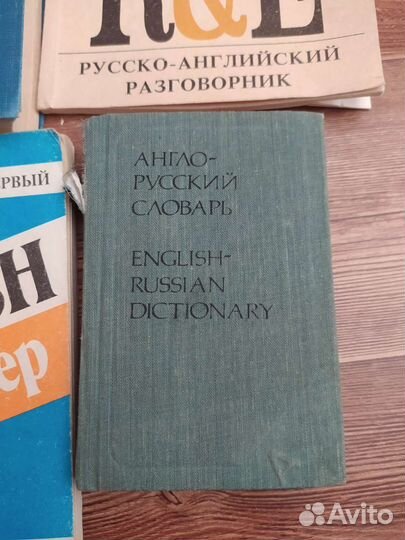 R&E
РУССКО-АНГЛИЙСКИЙ
РАЗГОВОРНИК
АНГЛО-
РУССКИЙ
СЛОВАРЬ
ENGLISH-
RUSSIAN
DICTIONARY
Avito